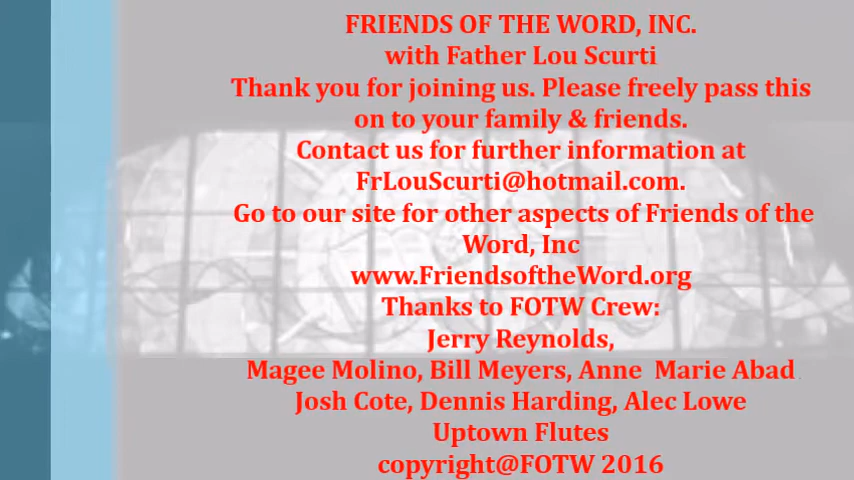 FRIENDS OF THE WORD, INC.
with Father Lou Scurti
Thank you for joining us. Please freely pass this
on to your family & friends.
Contact us for further information at
FrLouScurti@hotmail.com.
Go to our site for other aspects of Friends of the
Word, Inc
www.FriendsoftheWord.org
Thanks to FOTW Crew:
Jerry Reynolds,
Magee Molino, Bill Meyers, Anne Marie Abad
Josh Cote, Dennis Harding, Alec Lowe
Uptown Flutes
copyright@FOTW 2016